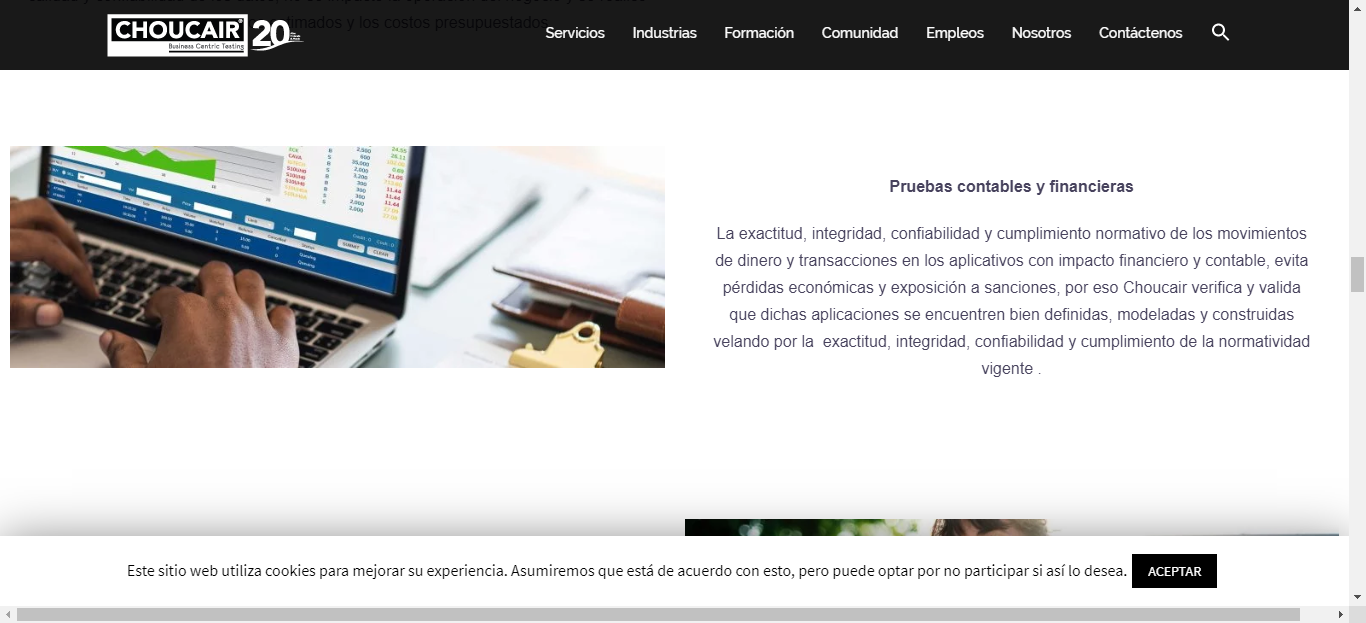 timados y los costos presupuestados.
CHOUCAIR
Business Centric Testing
20
Servicios Industrias Formación Comunidad Empleos Nosotros Contáctenos
Pruebas contables y financieras
La exactitud, integridad, confiabilidad y cumplimiento normativo de los movimientos
de dinero y transacciones en los aplicativos con impacto financiero y contable, evita
pérdidas económicas y exposición a sanciones, por eso Choucair verifica y valida
que dichas aplicaciones se encuentren bien definidas, modeladas y construidas
velando por la  exactitud, integridad, confiabilidad y cumplimiento de la normatividad
vigente .
Este sitio web utiliza cookies para mejorar su experiencia. Asumiremos que está de acuerdo con esto, pero puede optar por no participar si así lo desea. ACEPTAR